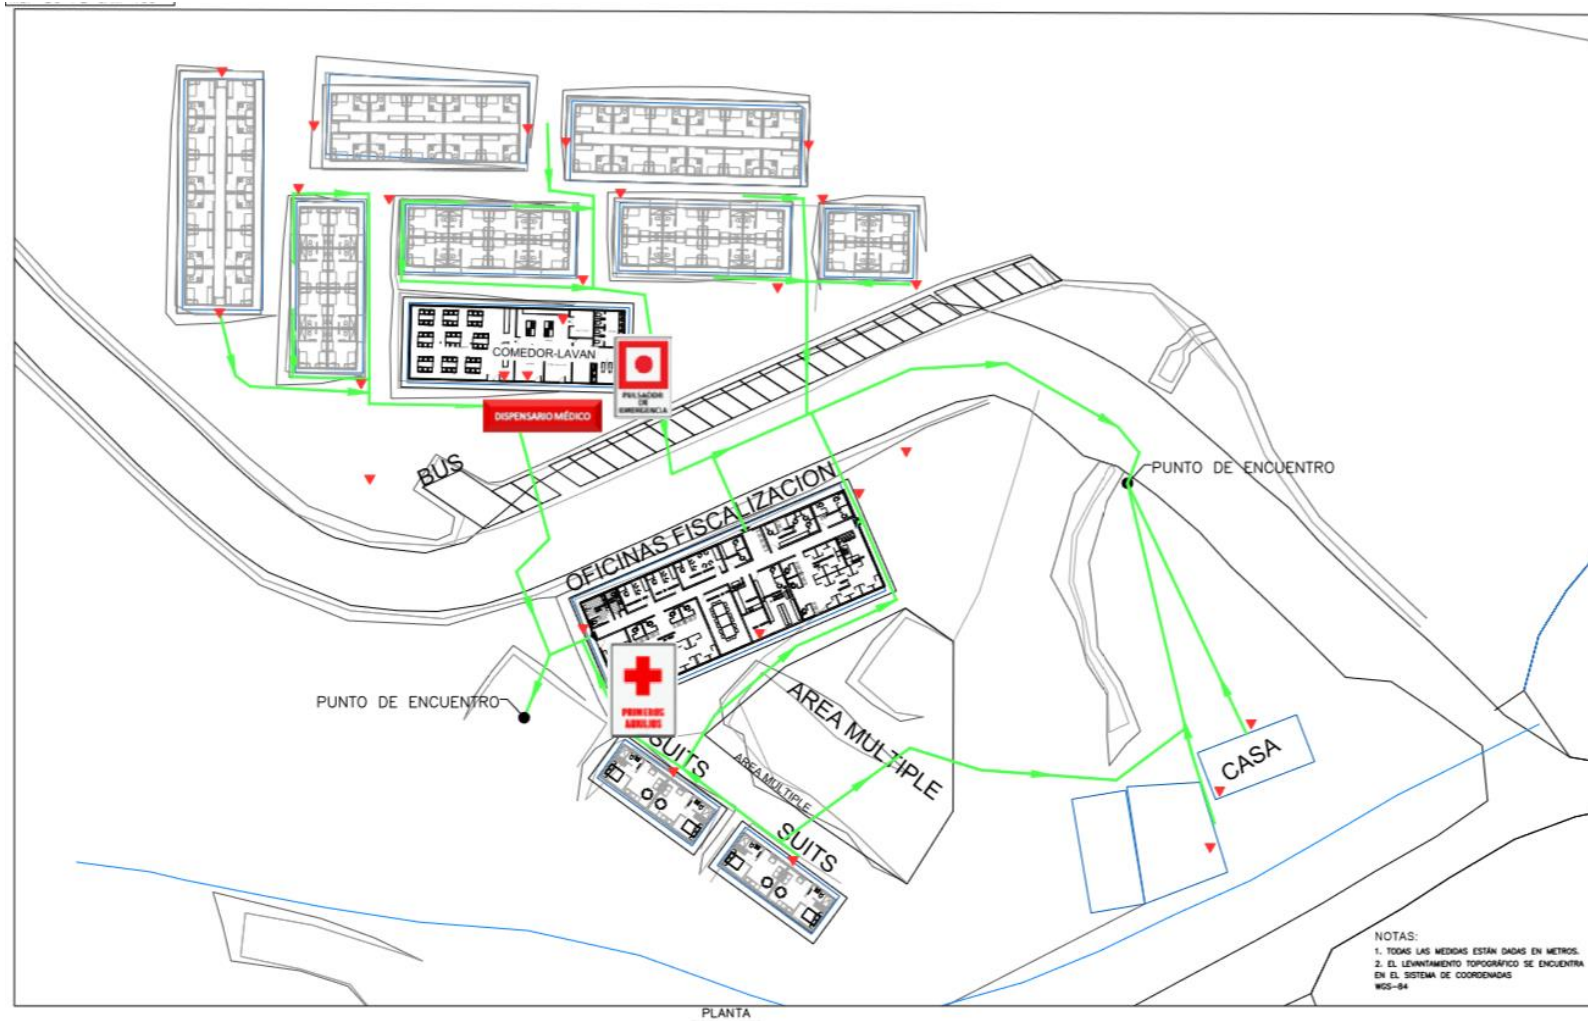 COMEDOR-LAVAN
PULSADOR
DE
EMERGENCIA
DISPENSARIO MÉDICO
BUS
PUNTO DE ENCUENTRO
OFICINAS FISCALIZACION
PUNTO DE ENCUENTRO
PRIMEROS
AUXILIOS
SUITS
AREA MULTIPLE
AREA MULTIPLE
CASA
SUITS
NOTAS:
1. TODAS LAS MEDIDAS ESTÁN DADAS EN METROS.
2. EL LEVANTAMIENTO TOPOGRÁFICO SE ENCUENTRA
EN EL SISTEMA DE COORDENADAS
WGS-84
PLANTA